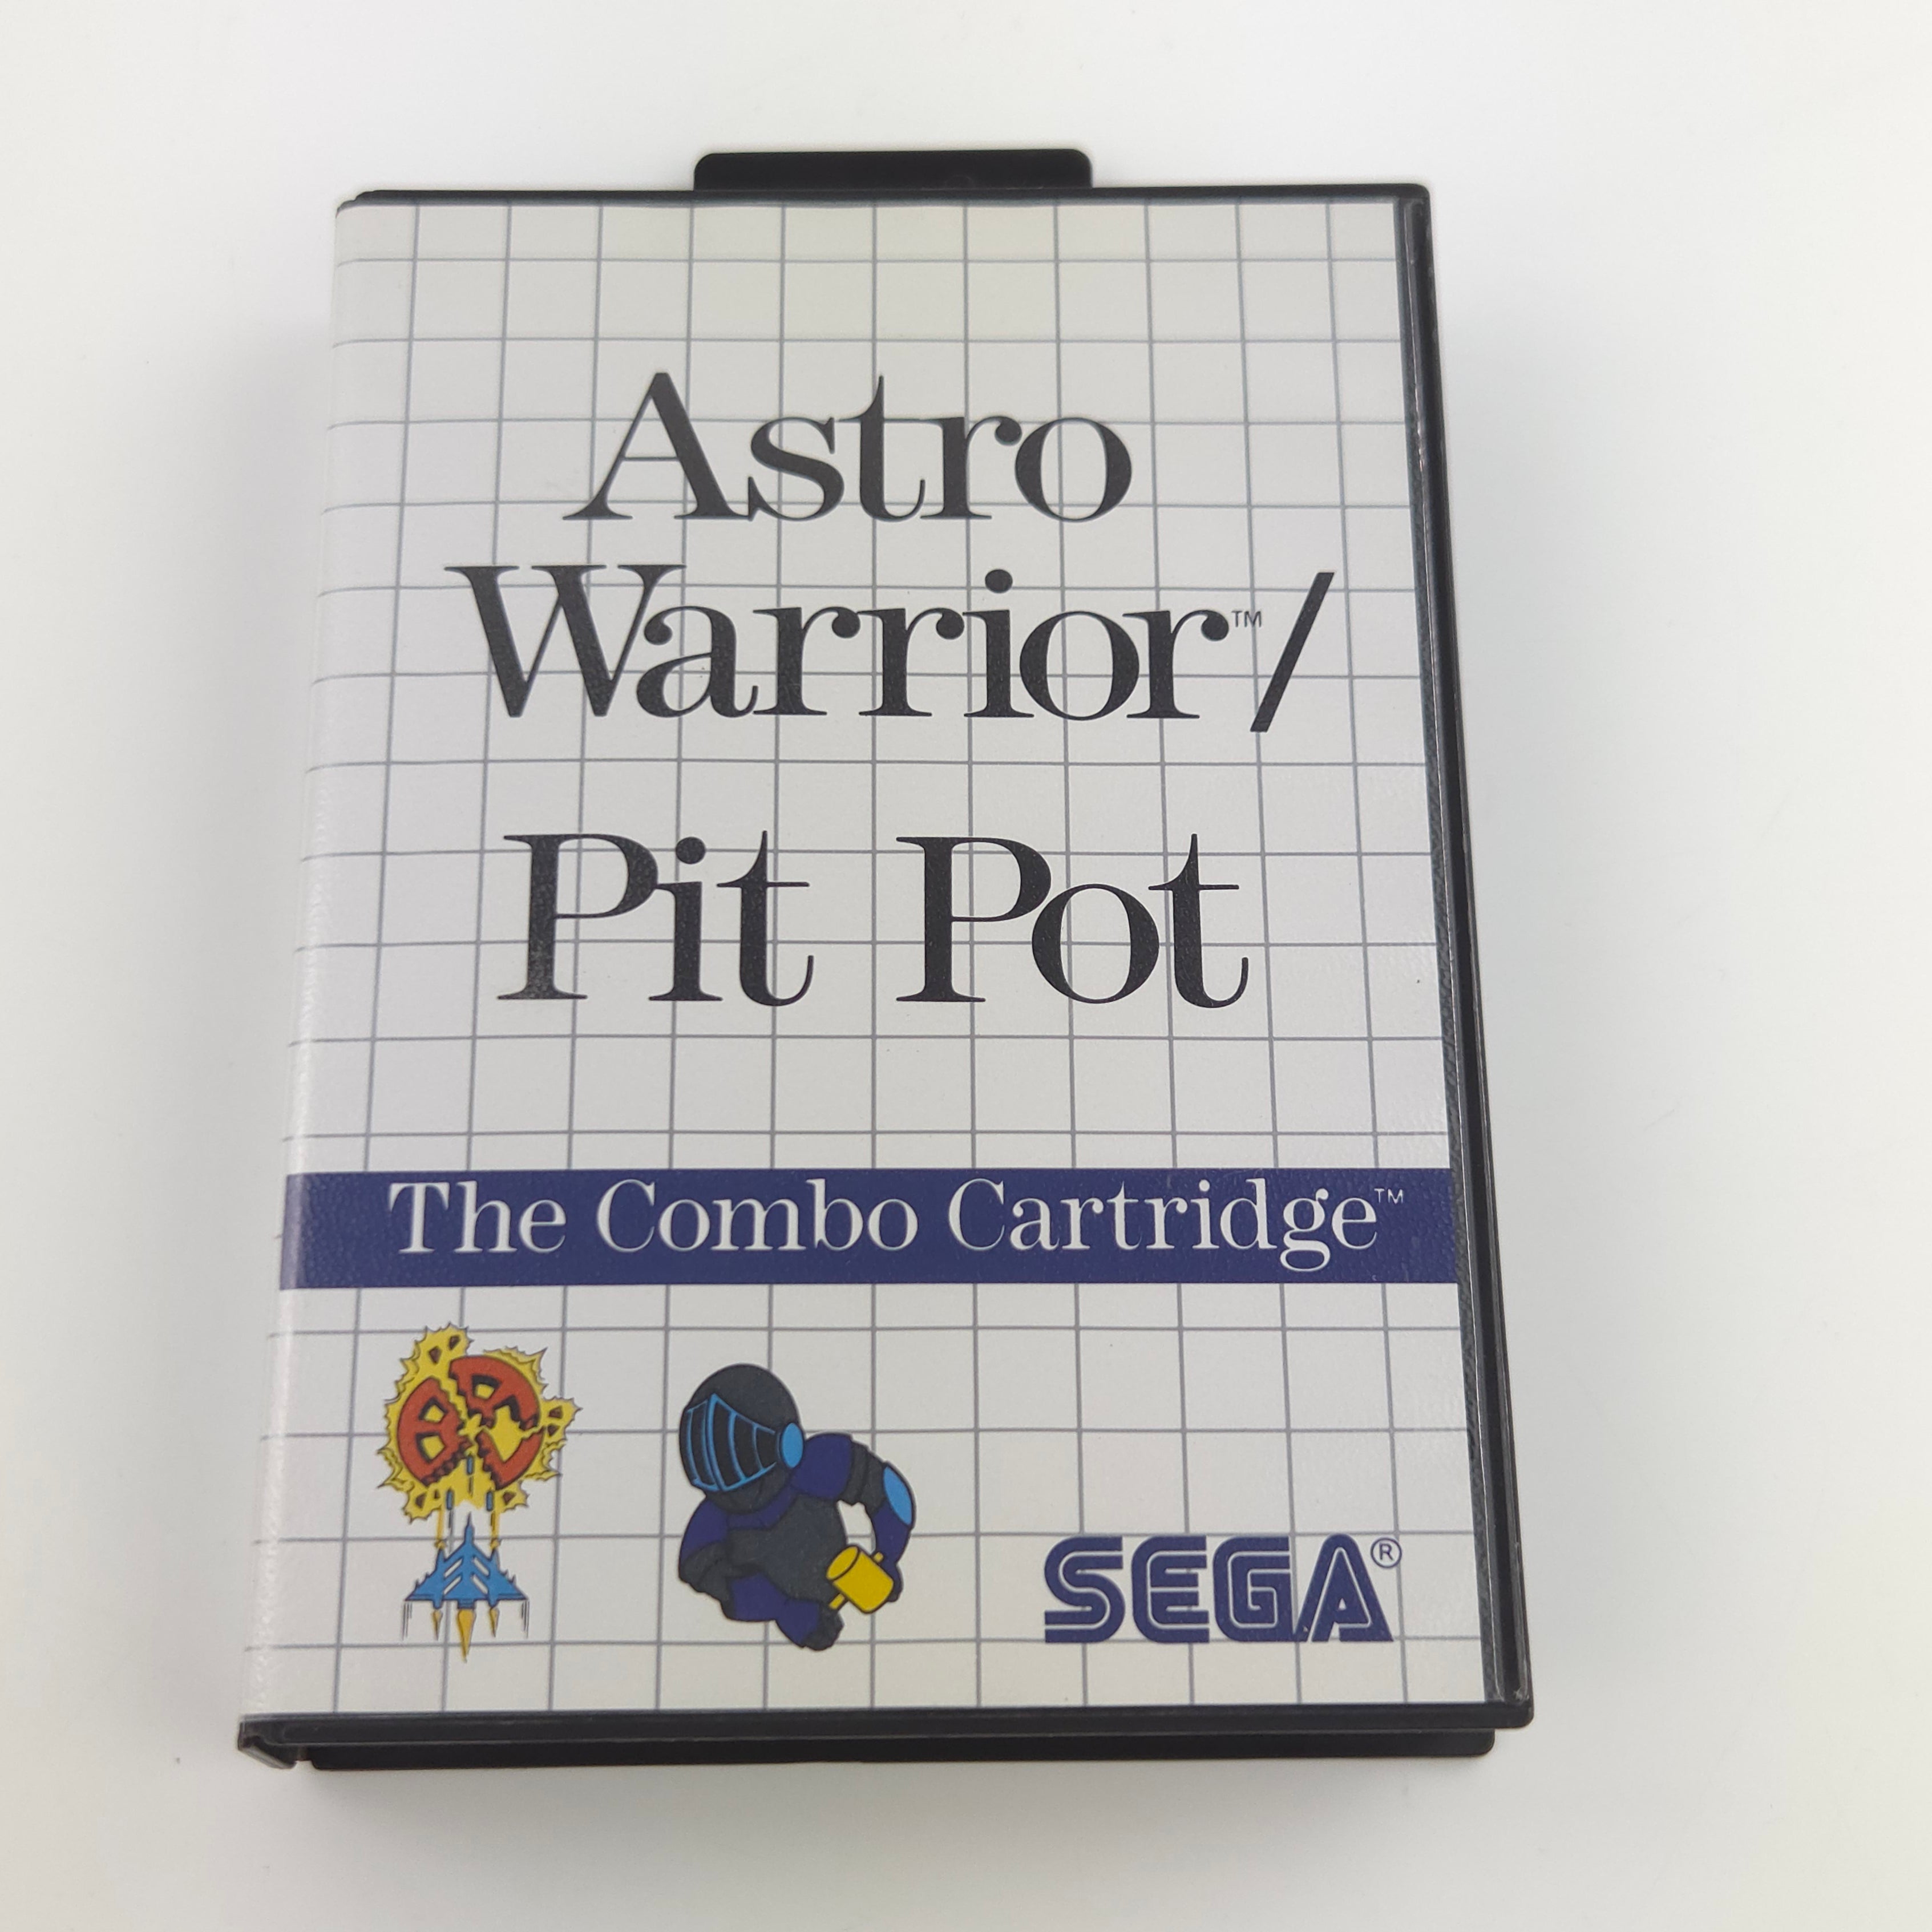 Astro
Warrior™/
Pit Pot
The Combo Cartridge™
SEGA®